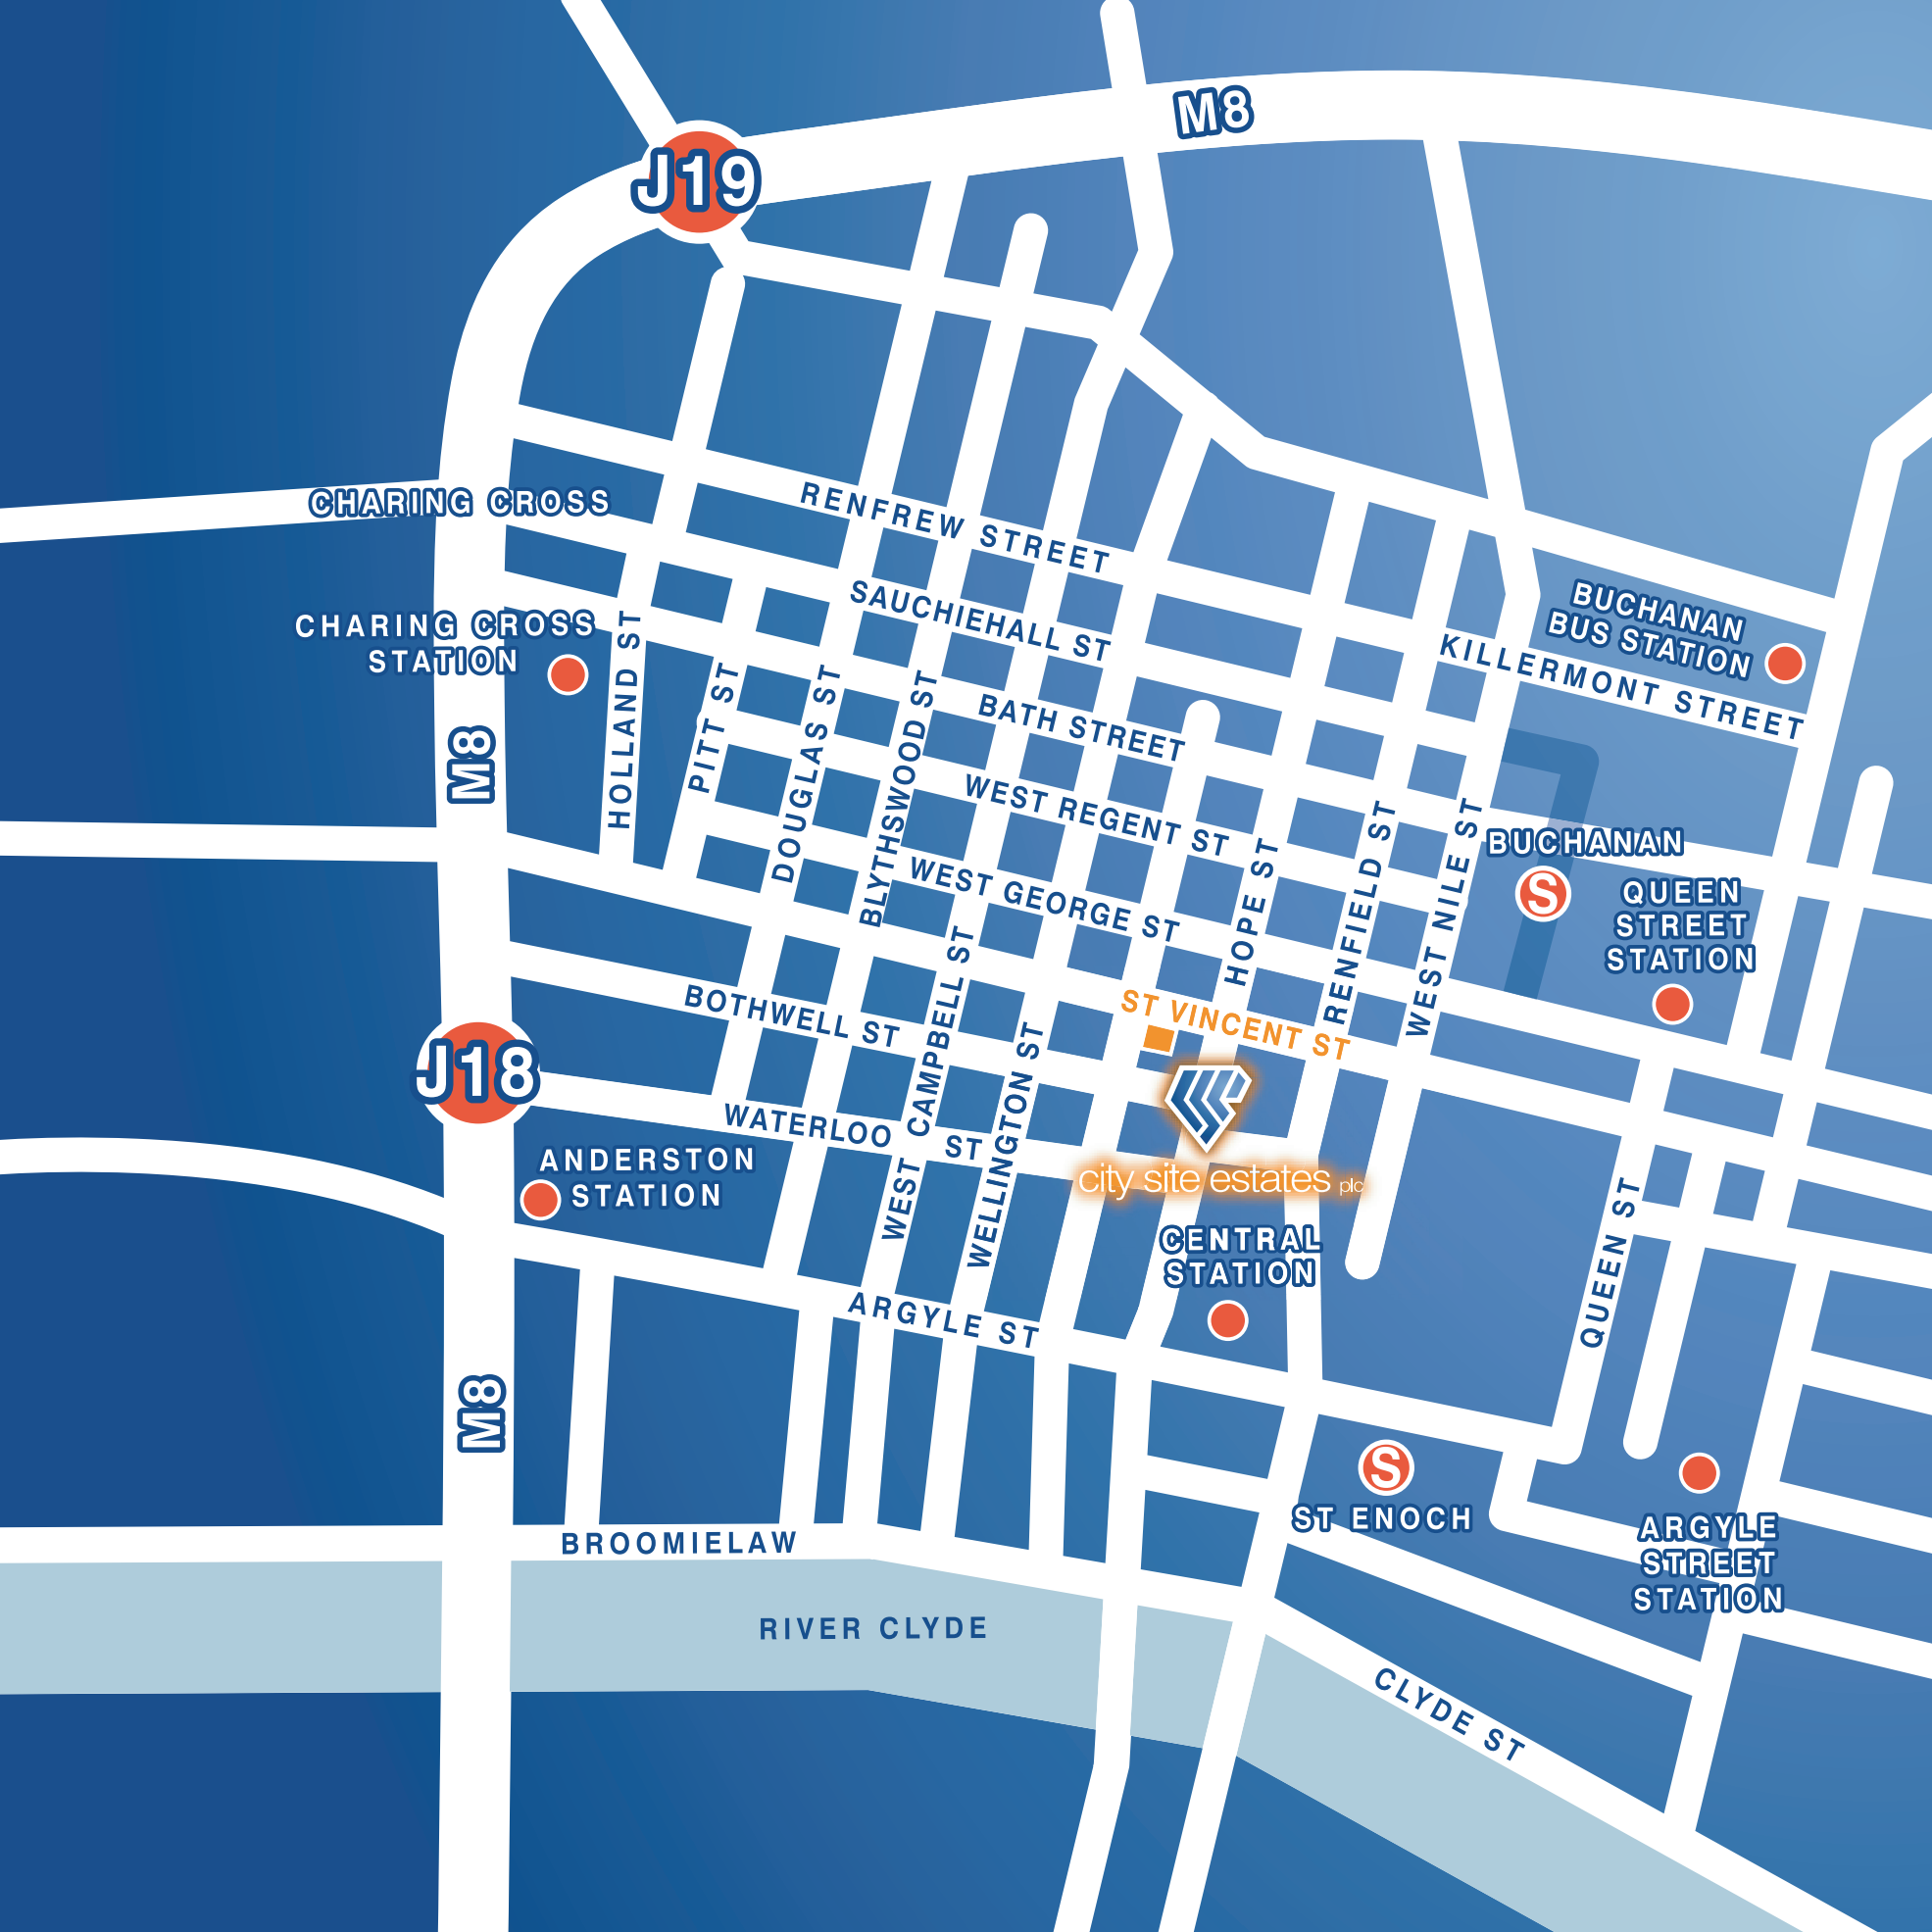 M8
J19
CHARING CROSS
RENFREW STREET
SAUCHIEHALL ST
BUCHANAN
BUS STATION
KILLERMONT STREET
CHARING CROSS
STATION
HOLLAND ST
PITT ST
DOUGLAS ST
BLYTHSWOOD ST
BATH STREET
M8
WEST REGENT ST
WEST GEORGE ST
HOPE ST
RENFIELD ST
WEST NILE ST
BUCHANAN
S
QUEEN
STREET
STATION
BOTHWELL ST
WEST CAMPBELL ST
WELLINGTON ST
ST VINCENT ST
J18
WATERLOO ST
city site estates plc
ANDERSTON
STATION
CENTRAL
STATION
QUEEN ST
ARGYLE ST
M8
S
ST ENOCH
ARGYLE
STREET
STATION
BROOMIELAW
RIVER CLYDE
CLYDE ST